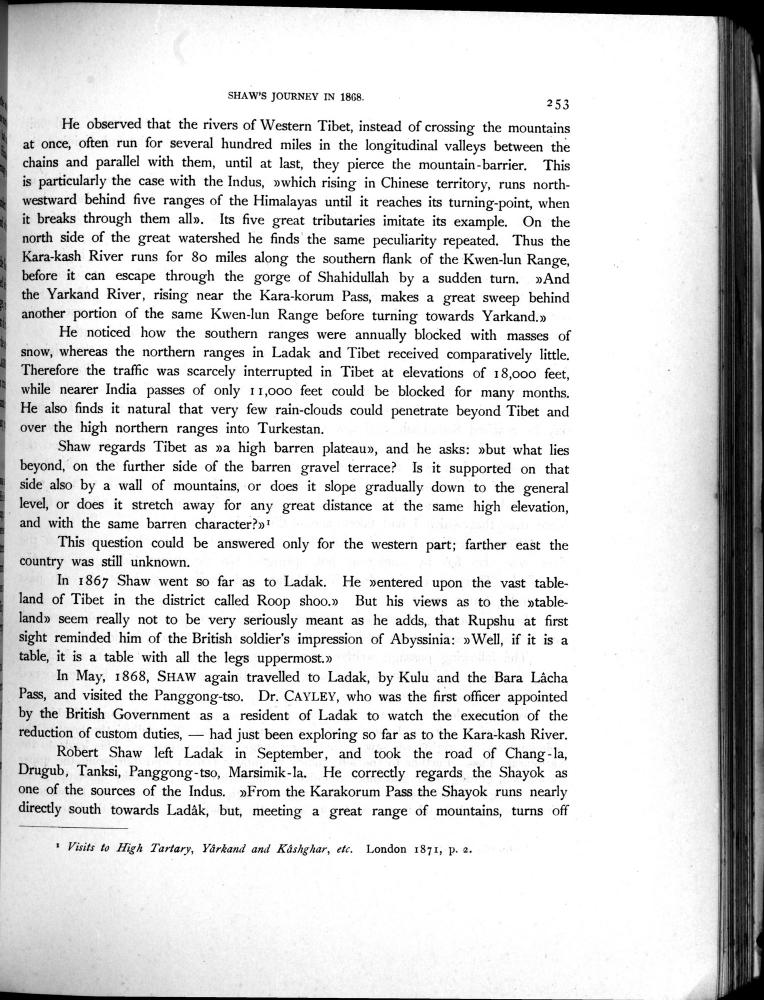 SHAW'S JOURNEY IN 1868.
253
He observed that the rivers of Western Tibet, instead of crossing the mountains
at once, often run for several hundred miles in the longitudinal valleys between the
chains and parallel with them, until at last, they pierce the mountain-barrier. This
is particularly the case with the Indus, »which rising in Chinese territory, runs north-
westward behind five ranges of the Himalayas until it reaches its turning-point, when
it breaks through them all». Its five great tributaries imitate its example. On the
north side of the great watershed he finds the same peculiarity repeated. Thus the
Kara-kash River runs for 80 miles along the southern flank of the Kwen-lun Range,
before it can escape through the gorge of Shahidullah by a sudden turn. »And
the Yarkand River, rising near the Kara-korum Pass, makes a great sweep behind
another portion of the same Kwen-lun Range before turning towards Yarkand.»
He noticed how the southern ranges were annually blocked with masses of
snow, whereas the northern ranges in Ladak and Tibet received comparatively little.
Therefore the traffic was scarcely interrupted in Tibet at elevations of 18,000 feet,
while nearer India passes of only 11,000 feet could be blocked for many months.
He also finds it natural that very few rain-clouds could penetrate beyond Tibet and
over the high northern ranges into Turkestan.
Shaw regards Tibet as »a high barren plateau», and he asks: »but what lies
beyond, on the further side of the barren gravel terrace? Is it supported on that
side also by a wall of mountains, or does it slope gradually down to the general
level, or does it stretch away for any great distance at the same high elevation,
and with the same barren character?»¹
This question could be answered only for the western part; farther east the
country was still unknown.
In 1867 Shaw went so far as to Ladak. He »entered upon the vast table-
land of Tibet in the district called Roop shoo.» But his views as to the »table-
land» seem really not to be very seriously meant as he adds, that Rupshu at first
sight reminded him of the British soldier's impression of Abyssinia: »Well, if it is a
table, it is a table with all the legs uppermost.»
In May, 1868, SHAW again travelled to Ladak, by Kulu and the Bara Lâcha
Pass, and visited the Panggong-tso. Dr. CAYLEY, who was the first officer appointed
by the British Government as a resident of Ladak to watch the execution of the
reduction of custom duties, — had just been exploring so far as to the Kara-kash River.
Robert Shaw left Ladak in September, and took the road of Chang-la,
Drugub, Tanksi, Panggong-tso, Marsimik-la. He correctly regards the Shayok as
one of the sources of the Indus. »From the Karakorum Pass the Shayok runs nearly
directly south towards Ladâk, but, meeting a great range of mountains, turns off
¹ Visits to High Tartary, Yârkand and Kâshghar, etc. London 1871, p. 2.